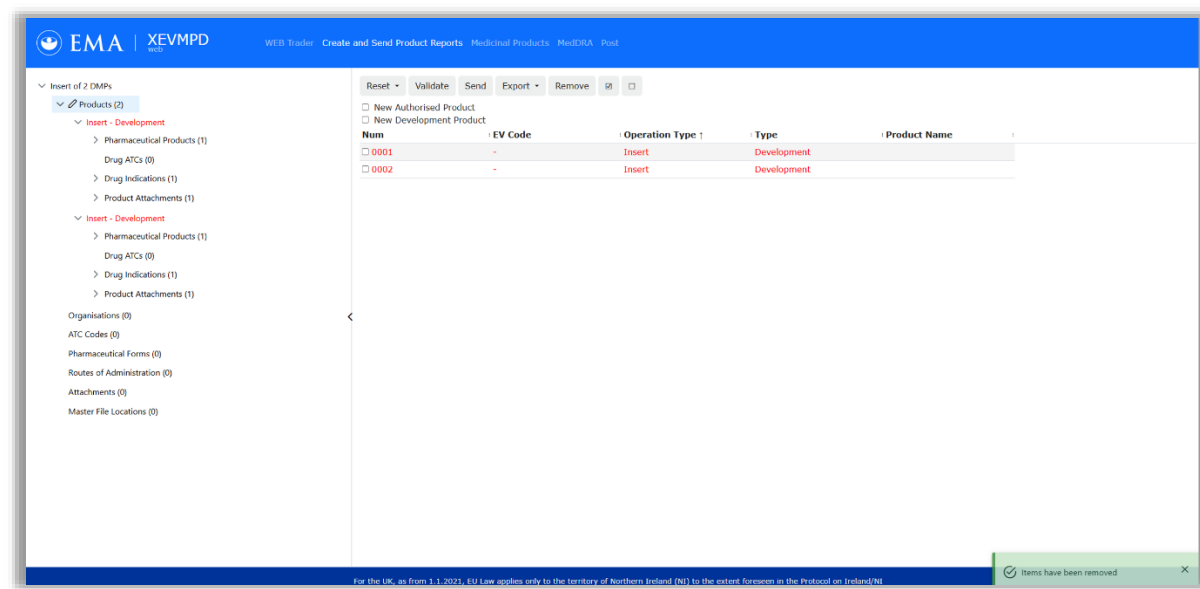 EMA | XEVMPD
web
WEB Trader Create and Send Product Reports Medicinal Products MedDRA Post
Insert of 2 DMPs
Products (2)
Insert - Development
Pharmaceutical Products (1)
Drug ATCs (0)
Drug Indications (1)
Product Attachments (1)
Insert - Development
Pharmaceutical Products (1)
Drug ATCs (0)
Drug Indications (1)
Product Attachments (1)
Organisations (0)
ATC Codes (0)
Pharmaceutical Forms (0)
Routes of Administration (0)
Attachments (0)
Master File Locations (0)
Reset Validate Send Export Remove
New Authorised Product
New Development Product
Num EV Code Operation Type ↑ Type Product Name
0001 - Insert Development
0002 - Insert Development
Items have been removed ×
For the UK, as from 1.1.2021, EU Law applies only to the territory of Northern Ireland (NI) to the extent foreseen in the Protocol on Ireland/NI